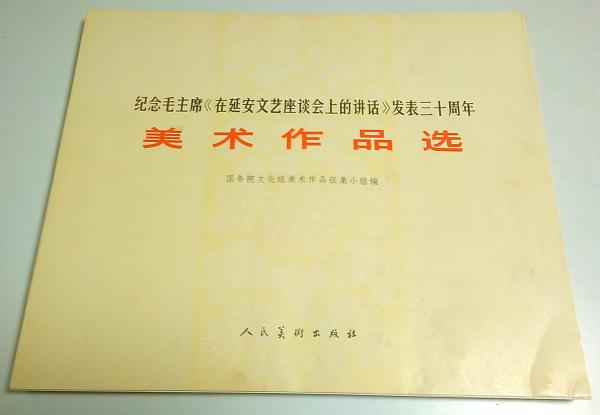 纪念毛主席《在延安文艺座谈会上的讲话》发表三十周年
美术作品选
国务院文化组美术作品征集小组编
人民美術出版社